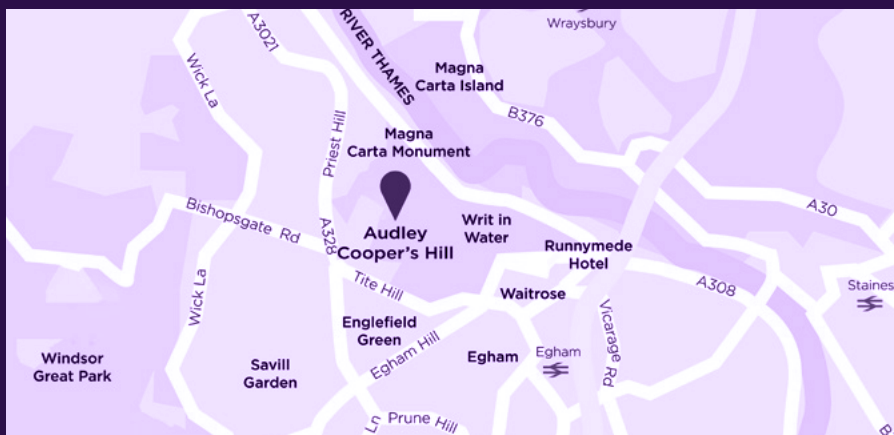 Wraysbury
A3021
RIVER THAMES
Wick La
Magna
Carta Island
B376
Priest Hill
Magna
Carta Monument
A30
Bishopsgate Rd
A328
Audley
Cooper's Hill
Writ in
Water
Runnymede
Hotel
A308
Staines
Tite Hill
Waitrose
Wick La
Vicarage Rd
Englefield
Green
Egham Hill
Egham
Egham
Windsor
Great Park
Savill
Garden
Ln
Prune Hill